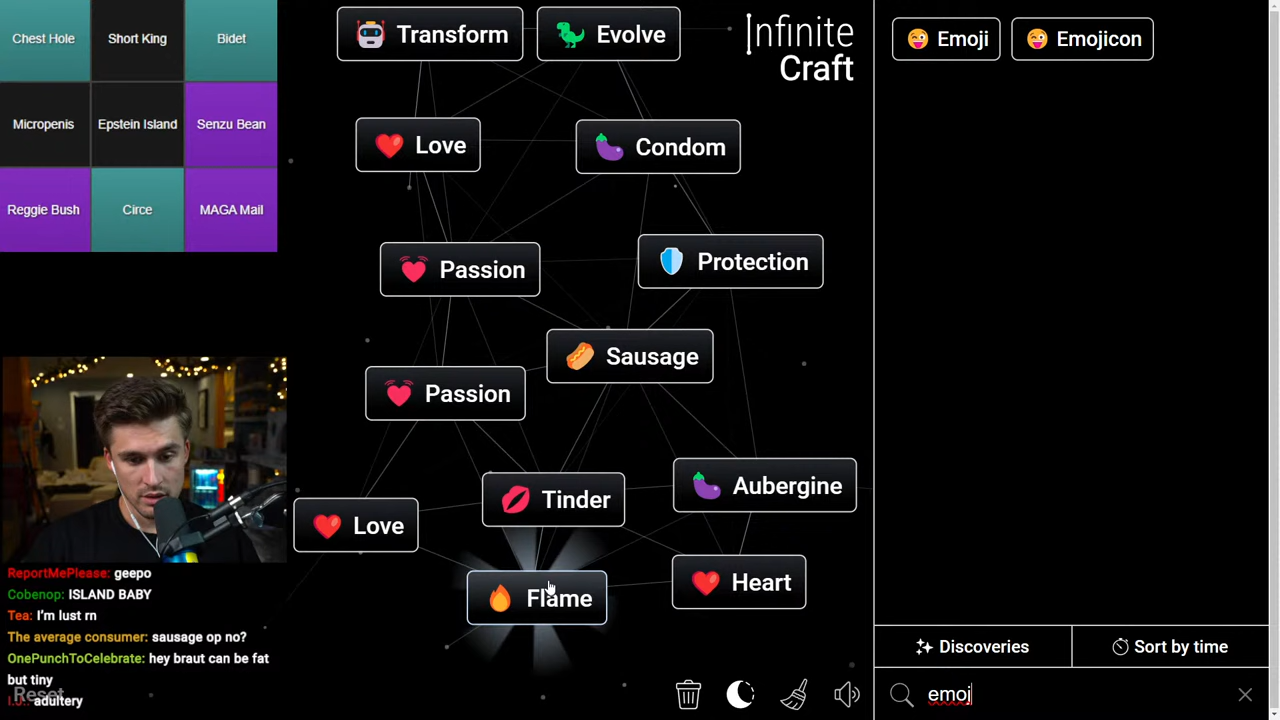 Chest Hole
Short King
Bidet
Micropenis
Epstein Island
Senzu Bean
Reggie Bush
Circe
MAGA Mail
Transform
Evolve
Infinite
Craft
Love
Condom
Passion
Protection
Sausage
Passion
Tinder
Aubergine
Love
Flame
Heart
Emoji
Emojicon
ReportMePlease: geepo
Cobenop: ISLAND BABY
Tea: I'm lust rn
The average consumer: sausage op no?
OnePunchToCelebrate: hey braut can be fat
but tiny
Reset
adultery
Discoveries
Sort by time
emoj